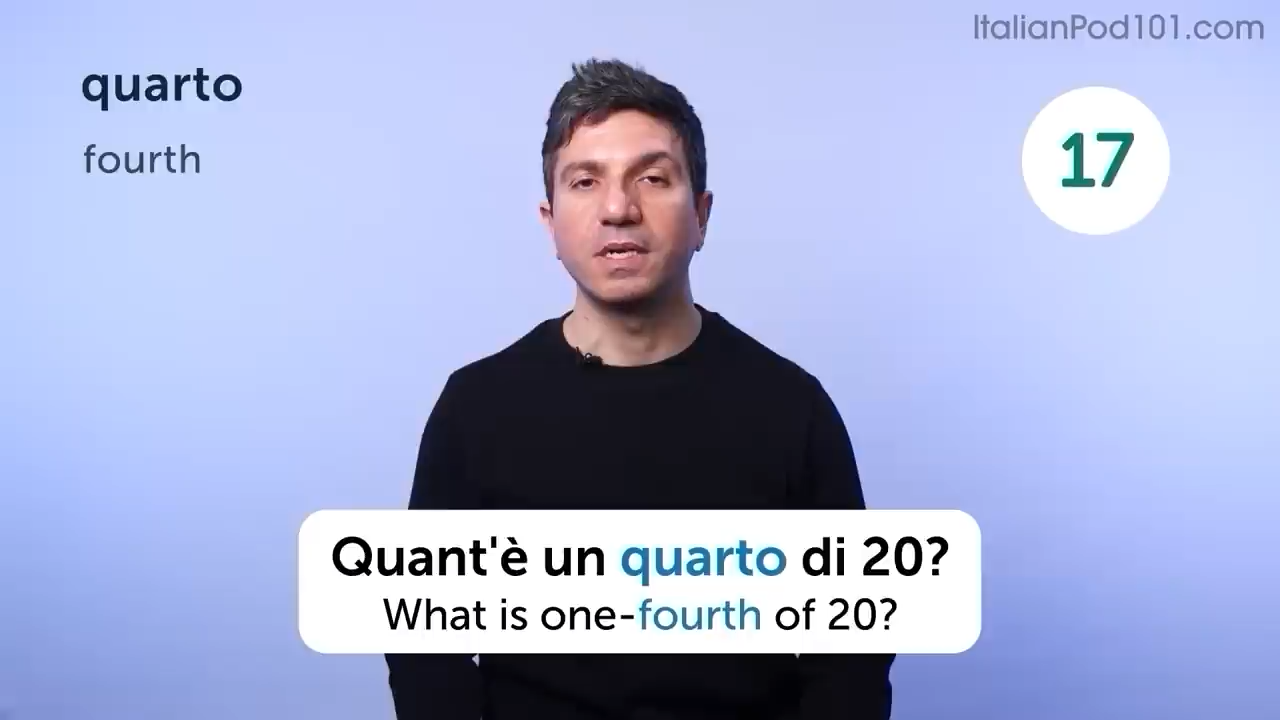 ItalianPod101.com
quarto
fourth
17
Quant'è un quarto di 20?
What is one-fourth of 20?